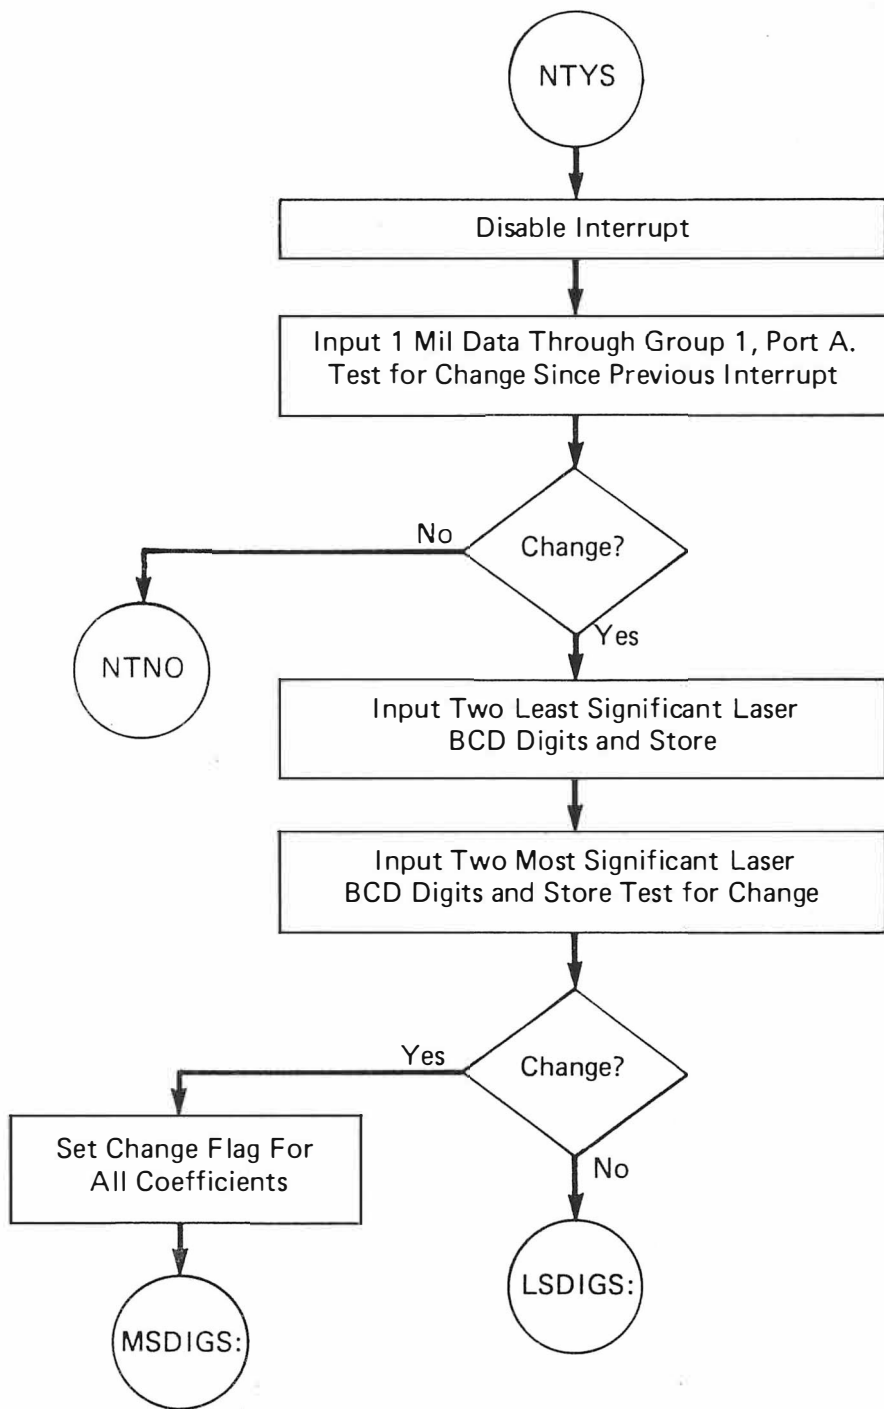 NTYS
Disable Interrupt
Input 1 Mil Data Through Group 1, Port A.
Test for Change Since Previous Interrupt
No
Change?
Yes
NTNO
Input Two Least Significant Laser
BCD Digits and Store
Input Two Most Significant Laser
BCD Digits and Store Test for Change
Yes
Change?
Set Change Flag For
All Coefficients
No
LSDIGS:
MSDIGS: